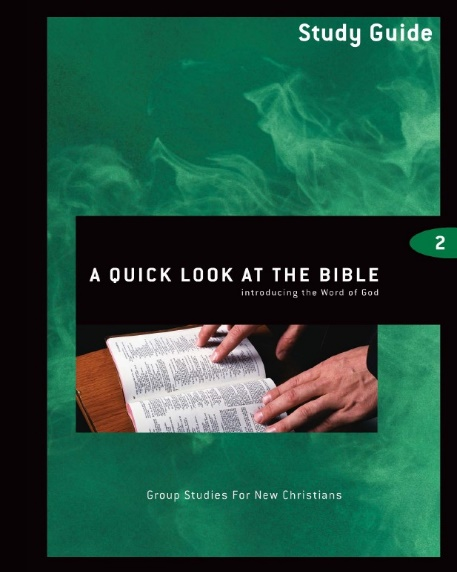 Study Guide
2
A QUICK LOOK AT THE BIBLE
introducing the Word of God
Group Studies For New Christians